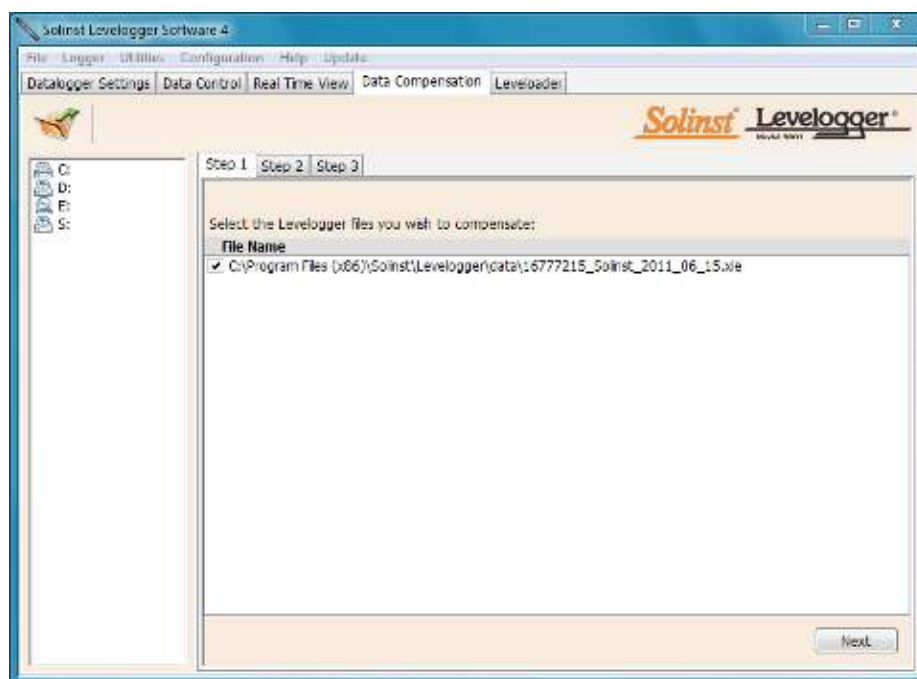 Solinst Levelogger Software 4
File Logger Utilities Configuration Help Update
Datalogger Settings Data Control Real Time View Data Compensation Leveloader
Solinst Levelogger
C:
D:
E:
S:
Step 1 Step 2 Step 3
Select the Levelogger files you wish to compensate:
File Name
C:\Program Files (x86)\Solinst\Levelogger\data\16777215_Solinst_2011_06_15.xle
Next